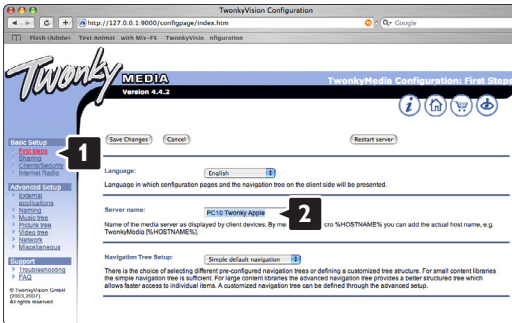 TwonkyVision Configuration
http://127.0.0.1:9000/configpage/index.htm
Google
Flash (Adobe) Text Animat with Mix-FX TwonkyVisio nfiguration
Twonky MEDIA
Version 4.4.2
TwonkyMedia Configuration: First Steps
Save Changes Cancel Restart server
Basic Setup
First steps
Sharing
Clients/Security
Internet Radio
1
Advanced Setup
External
applications
Naming
Music tree
Picture tree
Video tree
Network
Miscellaneous
Support
Troubleshooting
FAQ
© TwonkyVision GmbH
(2003,2007)
All rights reserved
Language: English
Language in which configuration pages and the navigation tree on the client side will be presented.
Server name: PC10 Twonky Apple
2
Name of the media server as displayed by client devices. By me cro %HOSTNAME% you can add the actual host name, e.g.
TwonkyMedia [%HOSTNAME%].
Navigation Tree Setup: Simple default navigation
There is the choice of selecting different pre-configured navigation trees or defining a customized tree structure. For small content libraries
the simple navigation tree is sufficient. For large content libraries the advanced navigation tree provides a better structured tree which
allows faster access to individual items. A customized navigation tree can be defined through the advanced setup.